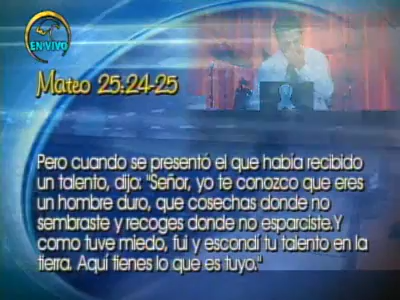 EN VIVO
Mateo 25:24-25
Pero cuando se presentó el que había recibido
un talento, dijo: "Señor, yo te conozco que eres
un hombre duro, que cosechas donde no
sembraste y recoges donde no esparciste.Y
como tuve miedo, fui y escondí tu talento en la
tierra. Aquí tienes lo que es tuyo."